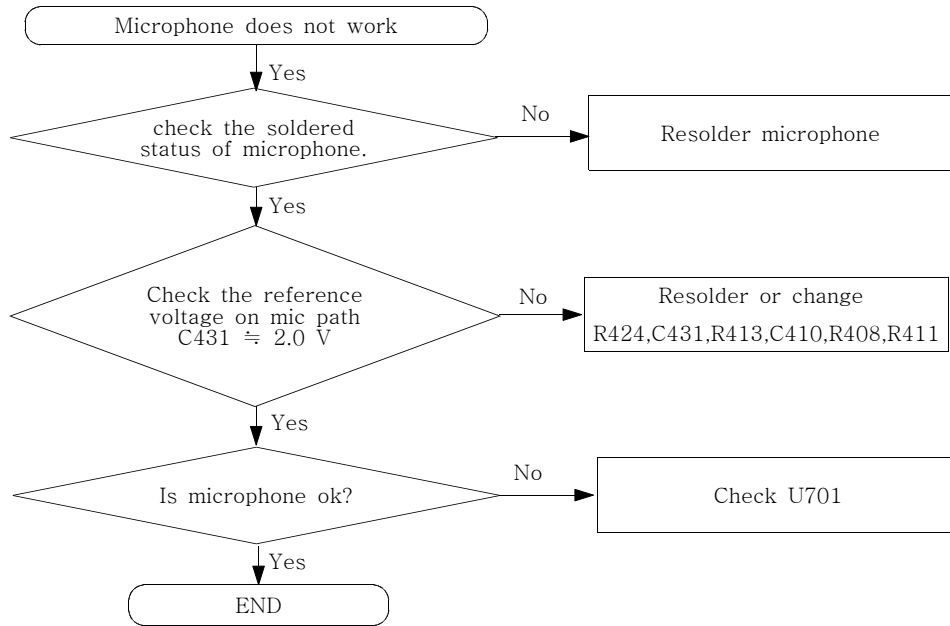 Microphone does not work
Yes
check the soldered
status of microphone.
No
Resolder microphone
Yes
Check the reference
voltage on mic path
C431 ≒ 2.0 V
No
Resolder or change
R424,C431,R413,C410,R408,R411
Yes
Is microphone ok?
No
Check U701
Yes
END